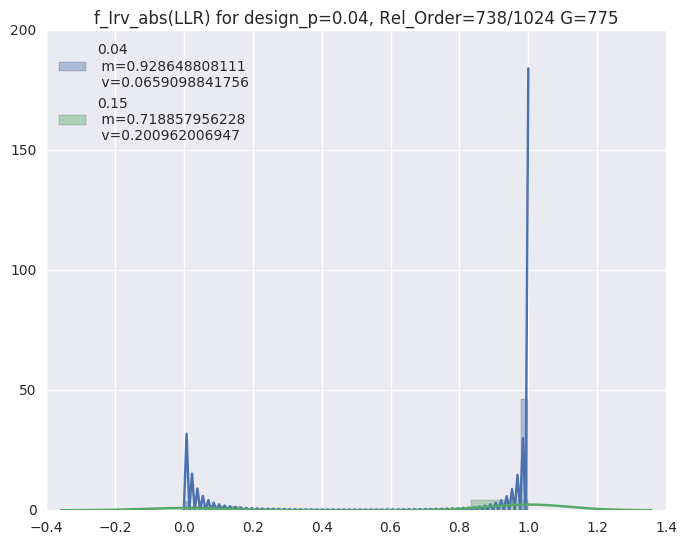 f_Irv_abs(LLR) for design_p=0.04, Rel_Order=738/1024 G=775
0.04
m=0.928648808111
v=0.0659098841756
0.15
m=0.718857956228
v=0.200962006947
200
150
100
50
0
−0.4 −0.2 0.0 0.2 0.4 0.6 0.8 1.0 1.2 1.4